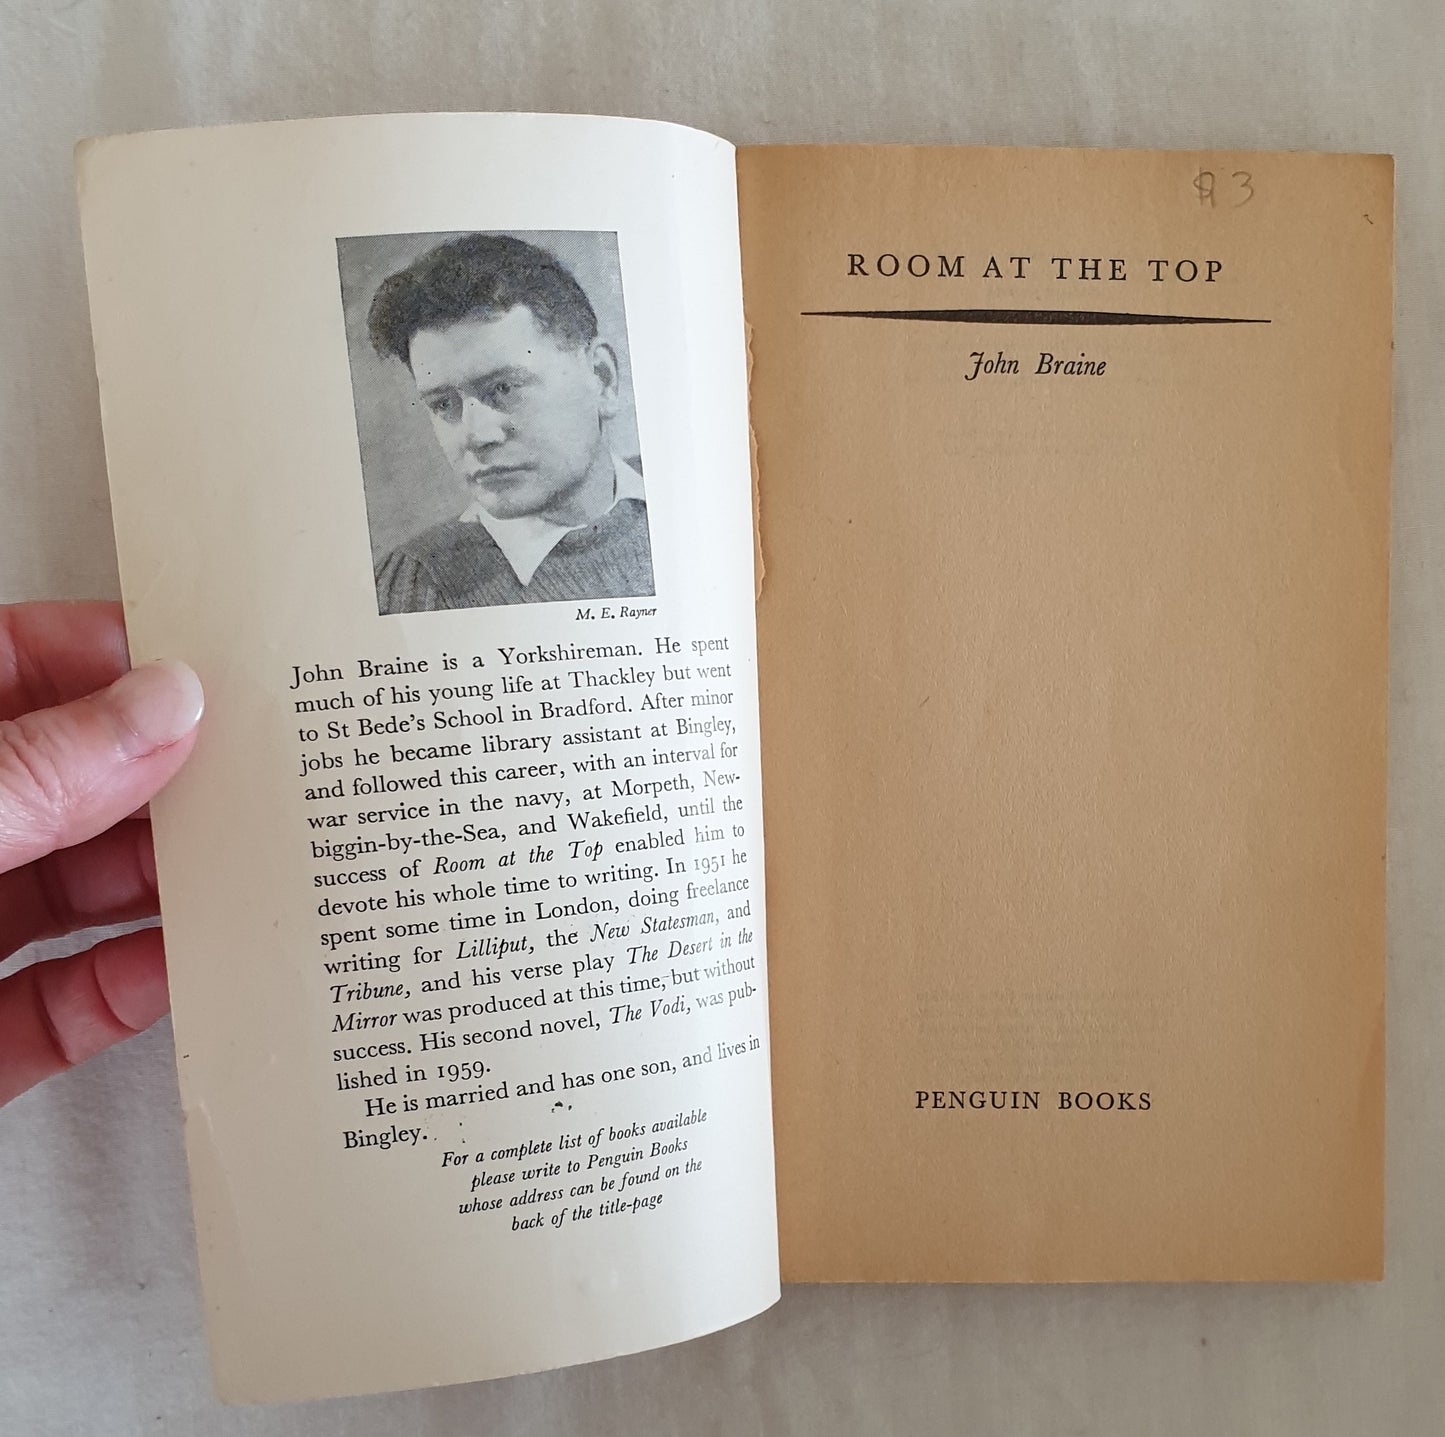 M. E. Rayner
John Braine is a Yorkshireman. He spent
much of his young life at Thackley but went
to St Bede's School in Bradford. After minor
jobs he became library assistant at Bingley,
and followed this career, with an interval for
war service in the navy, at Morpeth, New-
biggin-by-the-Sea, and Wakefield, until the
success of Room at the Top enabled him to
devote his whole time to writing. In 1951 he
spent some time in London, doing freelance
writing for Lilliput, the New Statesman, and
Tribune, and his verse play The Desert in the
Mirror was produced at this time, but without
success. His second novel, The Vodi, was pub-
lished in 1959.
He is married and has one son, and lives in
Bingley.
For a complete list of books available
please write to Penguin Books
whose address can be found on the
back of the title-page
3
ROOM AT THE TOP
John Braine
PENGUIN BOOKS